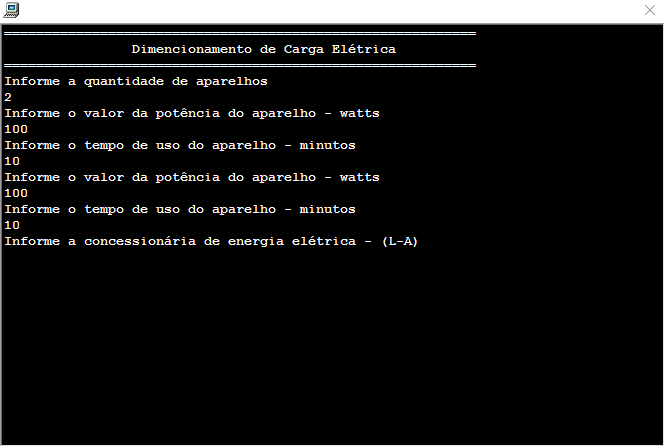 ===========================================================
Dimencionamento de Carga Elétrica
===========================================================
Informe a quantidade de aparelhos
2
Informe o valor da potência do aparelho - watts
100
Informe o tempo de uso do aparelho - minutos
10
Informe o valor da potência do aparelho - watts
100
Informe o tempo de uso do aparelho - minutos
10
Informe a concessionária de energia elétrica - (L-A)